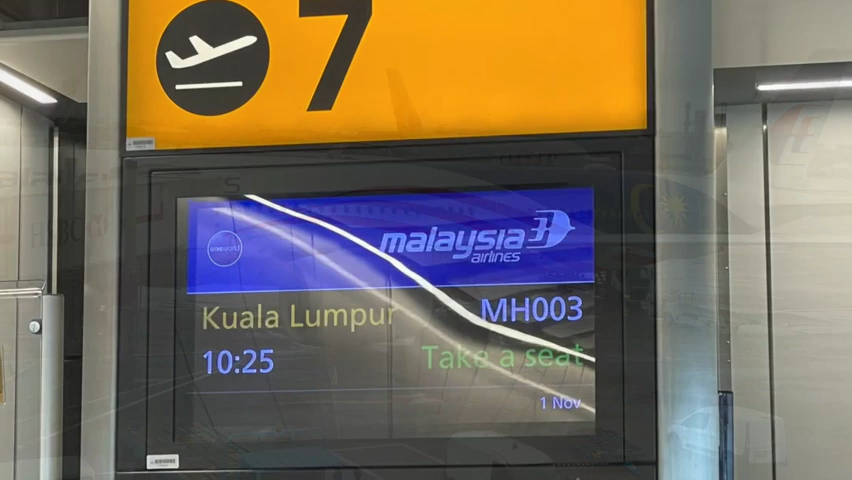 7
oneworld
malaysia
airlines
Kuala Lumpur MH003
10:25 Take a seat
1 Nov